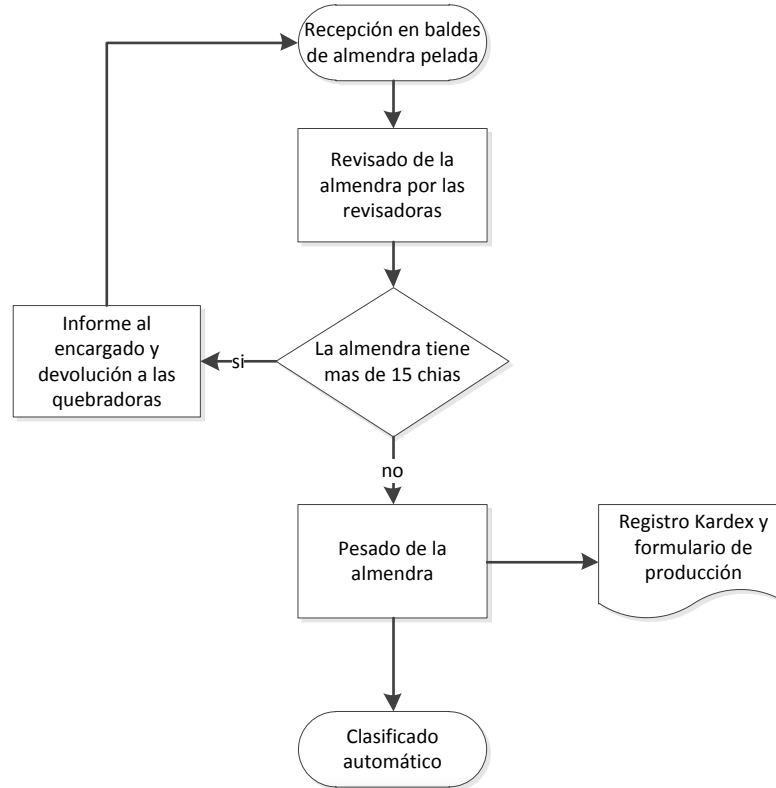 Recepción en baldes
de almendra pelada
Revisado de la
almendra por las
revisadoras
Informe al
encargado y
devolución a las
quebradoras
si
La almendra tiene
mas de 15 chias
no
Pesado de la
almendra
Registro Kardex y
formulario de
producción
Clasificado
automático